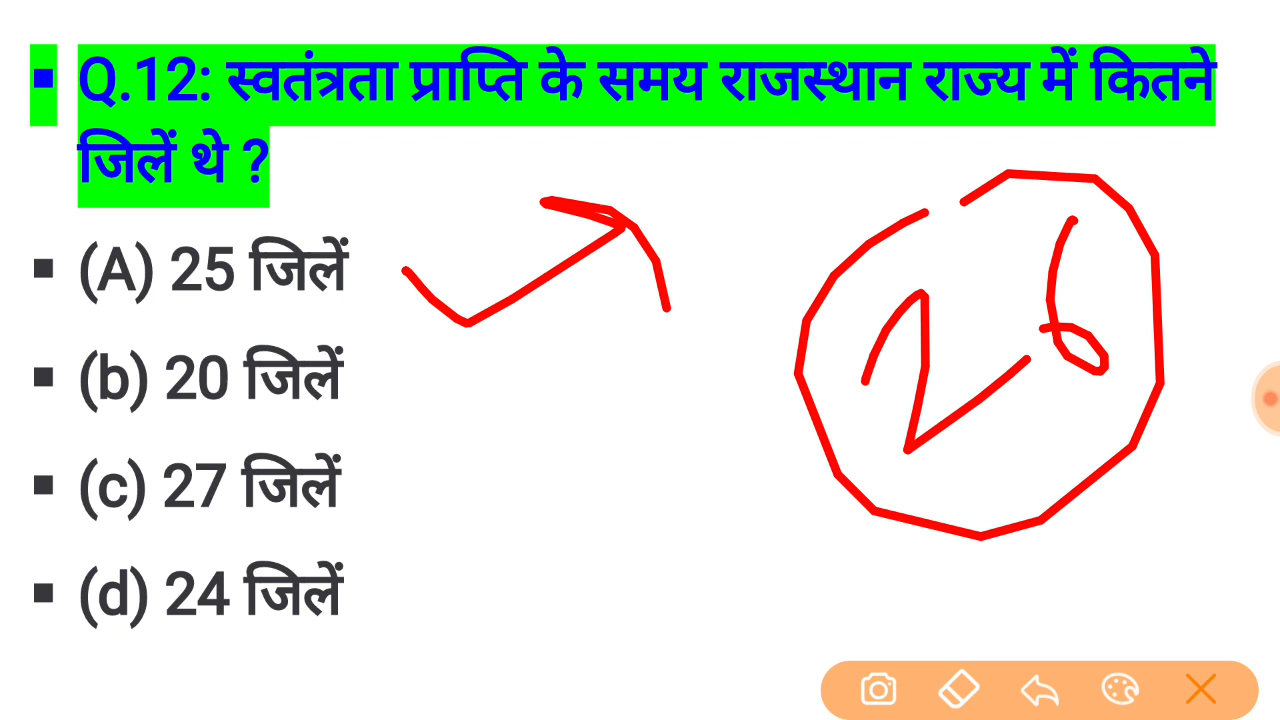 Q.12: स्वतंत्रता प्राप्ति के समय राजस्थान राज्य में कितने
जिलें थे ?
(A) 25 जिलें
(b) 20 जिलें
(c) 27 जिलें
(d) 24 जिलें
26